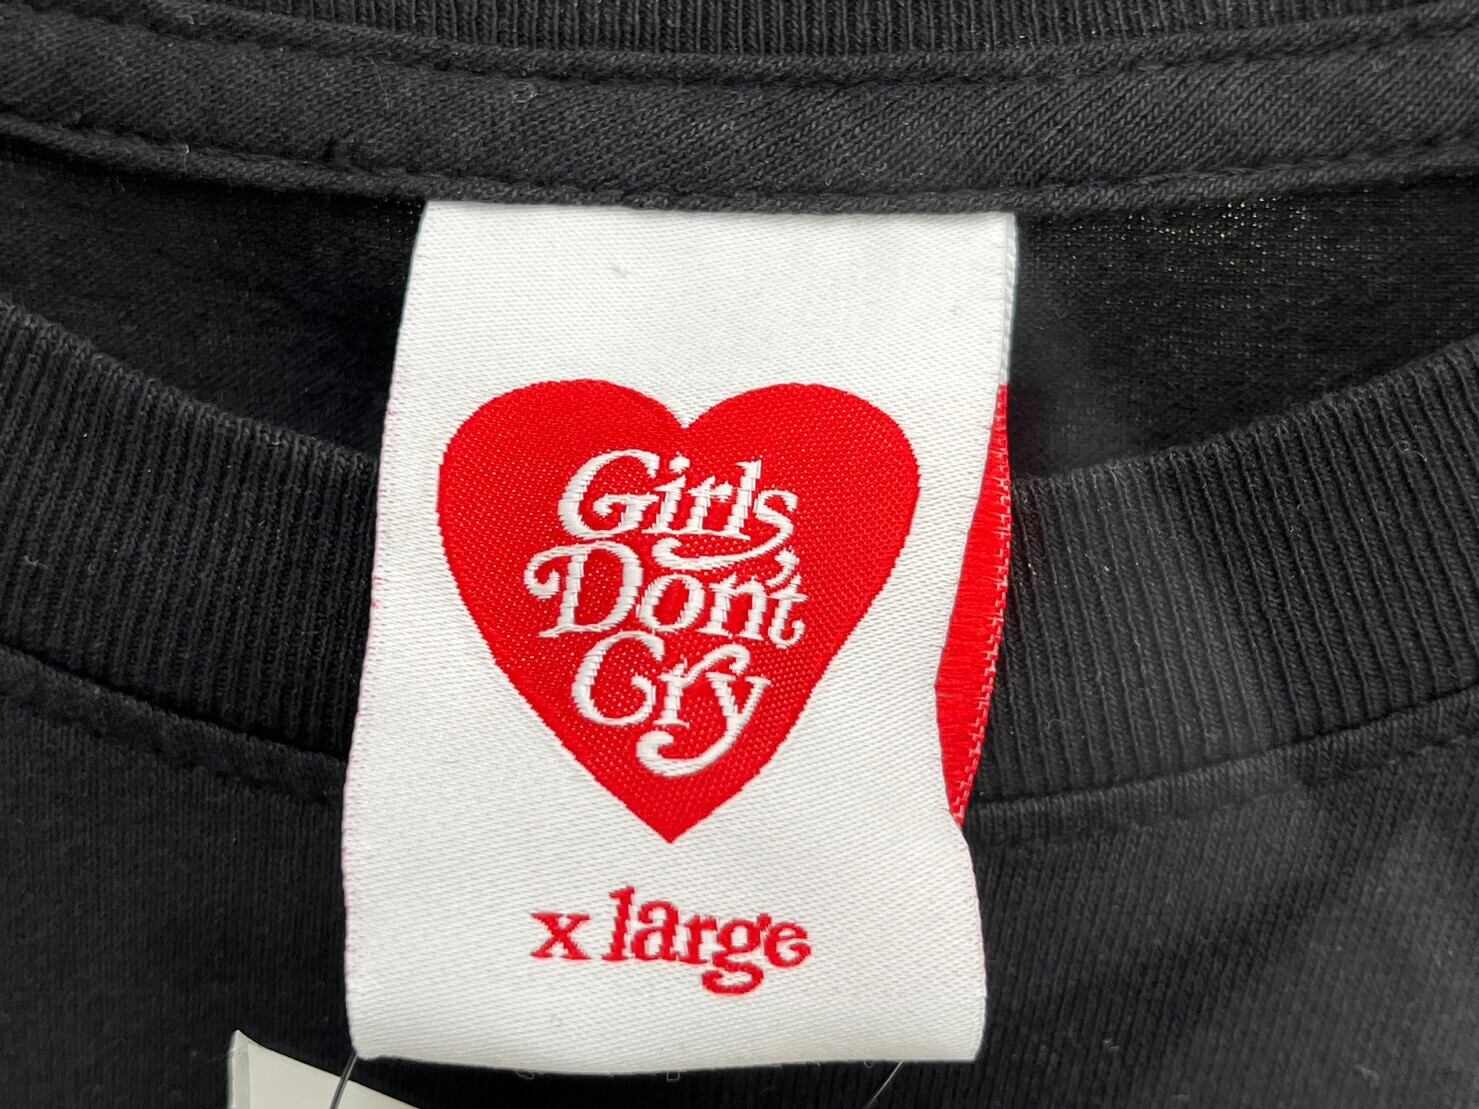 Girls
Don't
Cry
x large